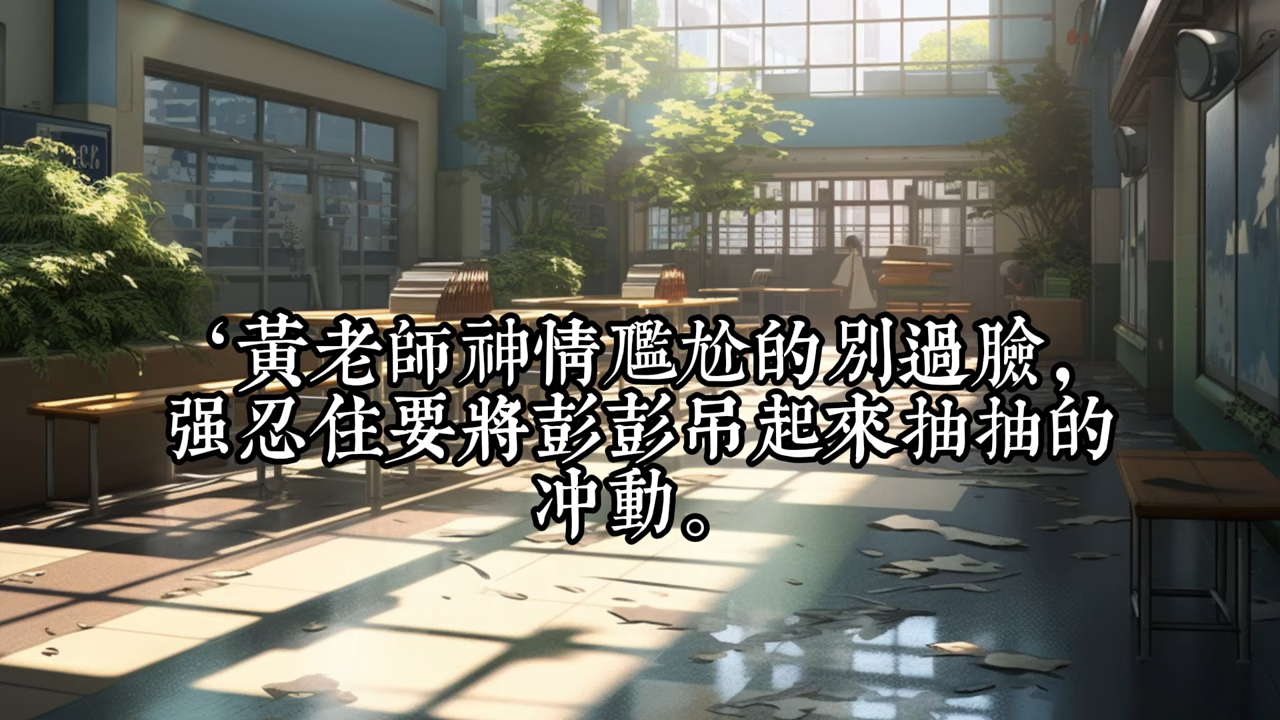 ‘黃老師神情尷尬的別過臉，
强忍住要將彭彭吊起來抽抽的
冲動。